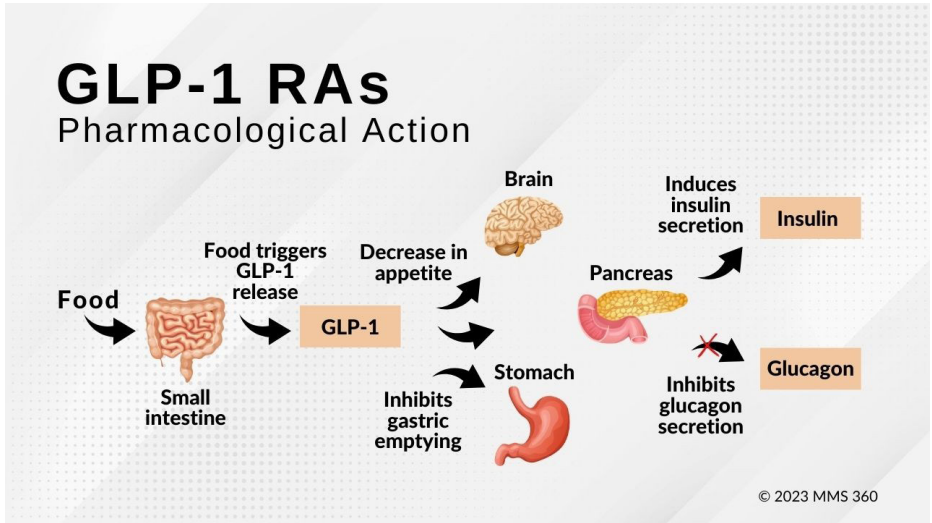 GLP-1 RAs
Pharmacological Action
Food
Small
intestine
Food triggers
GLP-1
release
GLP-1
Decrease in
appetite
Brain
Inhibits
gastric
emptying
Stomach
Pancreas
Induces
insulin
secretion
Insulin
Inhibits
glucagon
secretion
Glucagon
© 2023 MMS 360